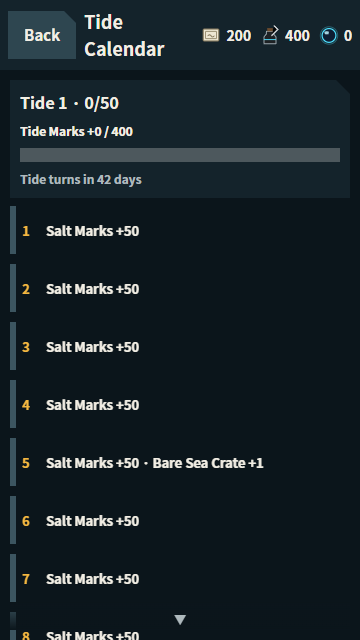 Back
Tide
Calendar
200
400
0
Tide 1 · 0/50
Tide Marks +0 / 400
Tide turns in 42 days
1 Salt Marks +50
2 Salt Marks +50
3 Salt Marks +50
4 Salt Marks +50
5 Salt Marks +50 · Bare Sea Crate +1
6 Salt Marks +50
7 Salt Marks +50
8 Salt Marks +50